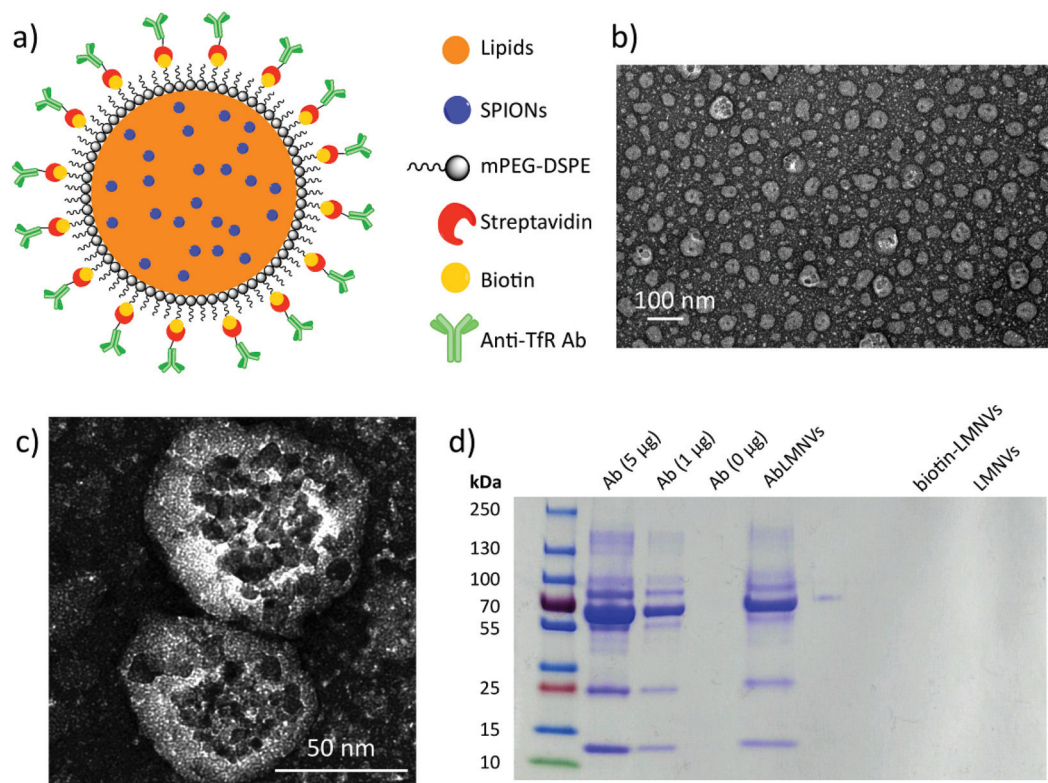 a)
Lipids
SPIONs
mPEG-DSPE
Streptavidin
Biotin
Anti-TfR Ab
b)
100 nm
c)
50 nm
d)
Ab (5 µg)
Ab (1 µg)
Ab (0 µg)
AbLMNVs
biotin-LMNVs
LMNVs
kDa
250
130
100
70
55
25
15
10